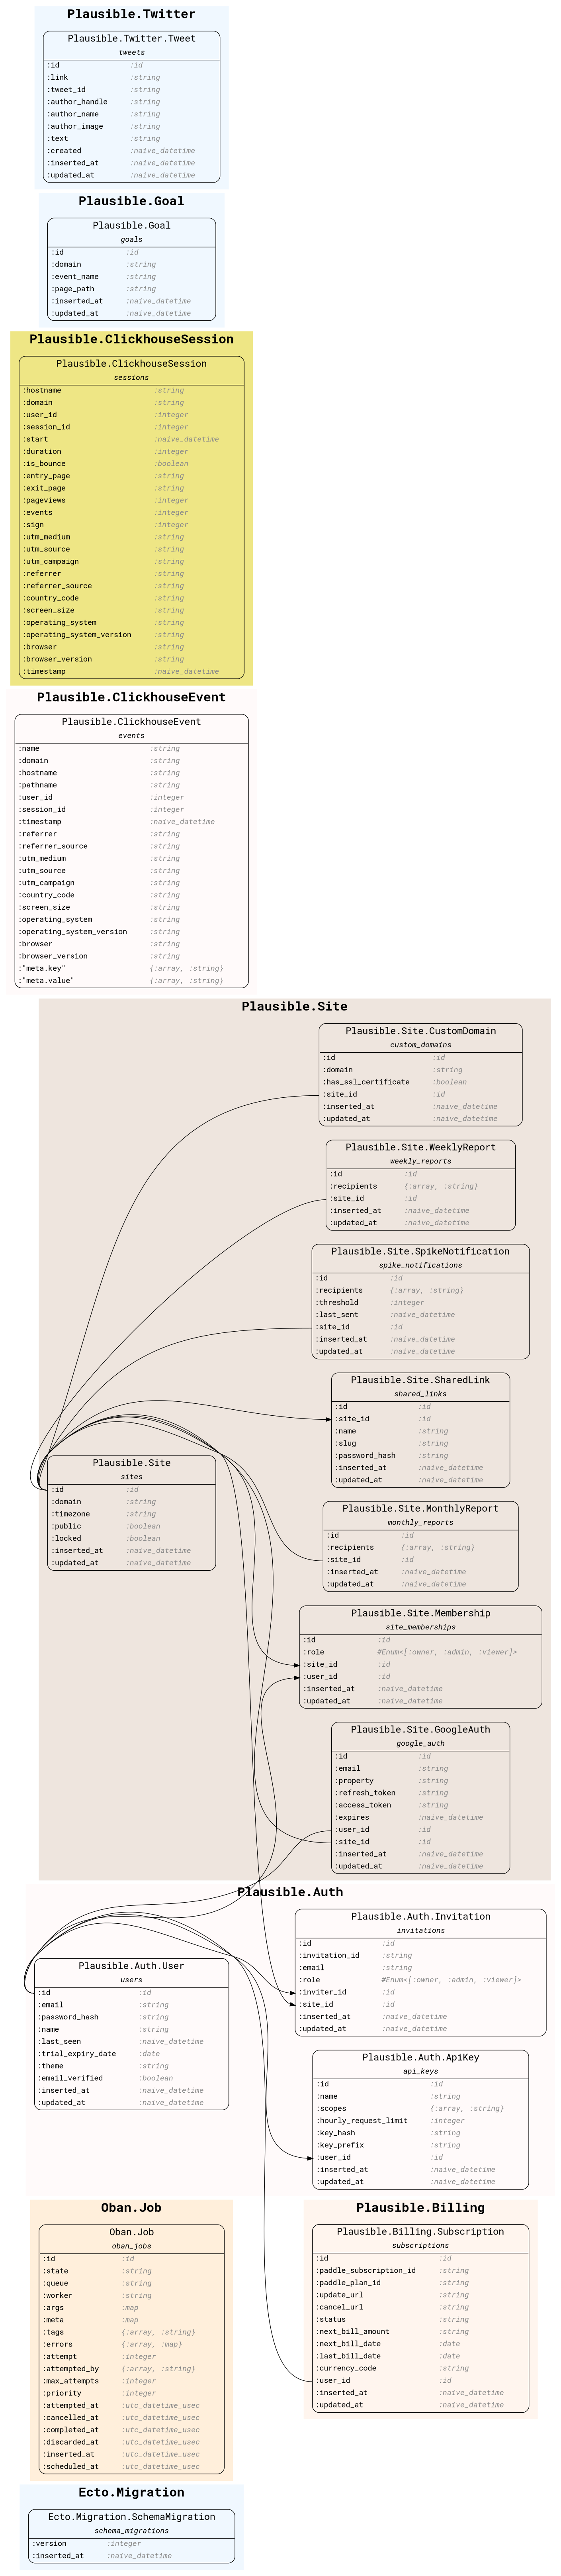 Plausible.Twitter
Plausible.Twitter.Tweet
tweets
:id :id
:link :string
:tweet_id :string
:author_handle :string
:author_name :string
:author_image :string
:text :string
:created :naive_datetime
:inserted_at :naive_datetime
:updated_at :naive_datetime
Plausible.Goal
Plausible.Goal
goals
:id :id
:domain :string
:event_name :string
:page_path :string
:inserted_at :naive_datetime
:updated_at :naive_datetime
Plausible.ClickhouseSession
Plausible.ClickhouseSession
sessions
:hostname :string
:domain :string
:user_id :integer
:session_id :integer
:start :naive_datetime
:duration :integer
:is_bounce :boolean
:entry_page :string
:exit_page :string
:pageviews :integer
:events :integer
:sign :integer
:utm_medium :string
:utm_source :string
:utm_campaign :string
:referrer :string
:referrer_source :string
:country_code :string
:screen_size :string
:operating_system :string
:operating_system_version :string
:browser :string
:browser_version :string
:timestamp :naive_datetime
Plausible.ClickhouseEvent
Plausible.ClickhouseEvent
events
:name :string
:domain :string
:hostname :string
:pathname :string
:user_id :integer
:session_id :integer
:timestamp :naive_datetime
:referrer :string
:referrer_source :string
:utm_medium :string
:utm_source :string
:utm_campaign :string
:country_code :string
:screen_size :string
:operating_system :string
:operating_system_version :string
:browser :string
:browser_version :string
:"meta.key" {:array, :string}
:"meta.value" {:array, :string}
Plausible.Site
Plausible.Site.CustomDomain
custom_domains
:id :id
:domain :string
:has_ssl_certificate :boolean
:site_id :id
:inserted_at :naive_datetime
:updated_at :naive_datetime
Plausible.Site.WeeklyReport
weekly_reports
:id :id
:recipients {:array, :string}
:site_id :id
:inserted_at :naive_datetime
:updated_at :naive_datetime
Plausible.Site.SpikeNotification
spike_notifications
:id :id
:recipients {:array, :string}
:threshold :integer
:last_sent :naive_datetime
:site_id :id
:inserted_at :naive_datetime
:updated_at :naive_datetime
Plausible.Site.SharedLink
shared_links
:id :id
:site_id :id
:name :string
:slug :string
:password_hash :string
:inserted_at :naive_datetime
:updated_at :naive_datetime
Plausible.Site
sites
:id :id
:domain :string
:timezone :string
:public :boolean
:locked :boolean
:inserted_at :naive_datetime
:updated_at :naive_datetime
Plausible.Site.MonthlyReport
monthly_reports
:id :id
:recipients {:array, :string}
:site_id :id
:inserted_at :naive_datetime
:updated_at :naive_datetime
Plausible.Site.Membership
site_memberships
:id :id
:role #Enum<[:owner, :admin, :viewer]>
:site_id :id
:user_id :id
:inserted_at :naive_datetime
:updated_at :naive_datetime
Plausible.Site.GoogleAuth
google_auth
:id :id
:email :string
:property :string
:refresh_token :string
:access_token :string
:expires :naive_datetime
:user_id :id
:site_id :id
:inserted_at :naive_datetime
:updated_at :naive_datetime
Plausible.Auth
Plausible.Auth.Invitation
invitations
:id :id
:invitation_id :string
:email :string
:role #Enum<[:owner, :admin, :viewer]>
:inviter_id :id
:site_id :id
:inserted_at :naive_datetime
:updated_at :naive_datetime
Plausible.Auth.User
users
:id :id
:email :string
:password_hash :string
:name :string
:last_seen :naive_datetime
:trial_expiry_date :date
:theme :string
:email_verified :boolean
:inserted_at :naive_datetime
:updated_at :naive_datetime
Plausible.Auth.ApiKey
api_keys
:id :id
:name :string
:scopes {:array, :string}
:hourly_request_limit :integer
:key_hash :string
:key_prefix :string
:user_id :id
:inserted_at :naive_datetime
:updated_at :naive_datetime
Oban.Job
Oban.Job
oban_jobs
:id :id
:state :string
:queue :string
:worker :string
:args :map
:meta :map
:tags {:array, :string}
:errors {:array, :map}
:attempt :integer
:attempted_by {:array, :string}
:max_attempts :integer
:priority :integer
:attempted_at :utc_datetime_usec
:cancelled_at :utc_datetime_usec
:completed_at :utc_datetime_usec
:discarded_at :utc_datetime_usec
:inserted_at :utc_datetime_usec
:scheduled_at :utc_datetime_usec
Plausible.Billing
Plausible.Billing.Subscription
subscriptions
:id :id
:paddle_subscription_id :string
:paddle_plan_id :string
:update_url :string
:cancel_url :string
:status :string
:next_bill_amount :string
:next_bill_date :date
:last_bill_date :date
:currency_code :string
:user_id :id
:inserted_at :naive_datetime
:updated_at :naive_datetime
Ecto.Migration
Ecto.Migration.SchemaMigration
schema_migrations
:version :integer
:inserted_at :naive_datetime